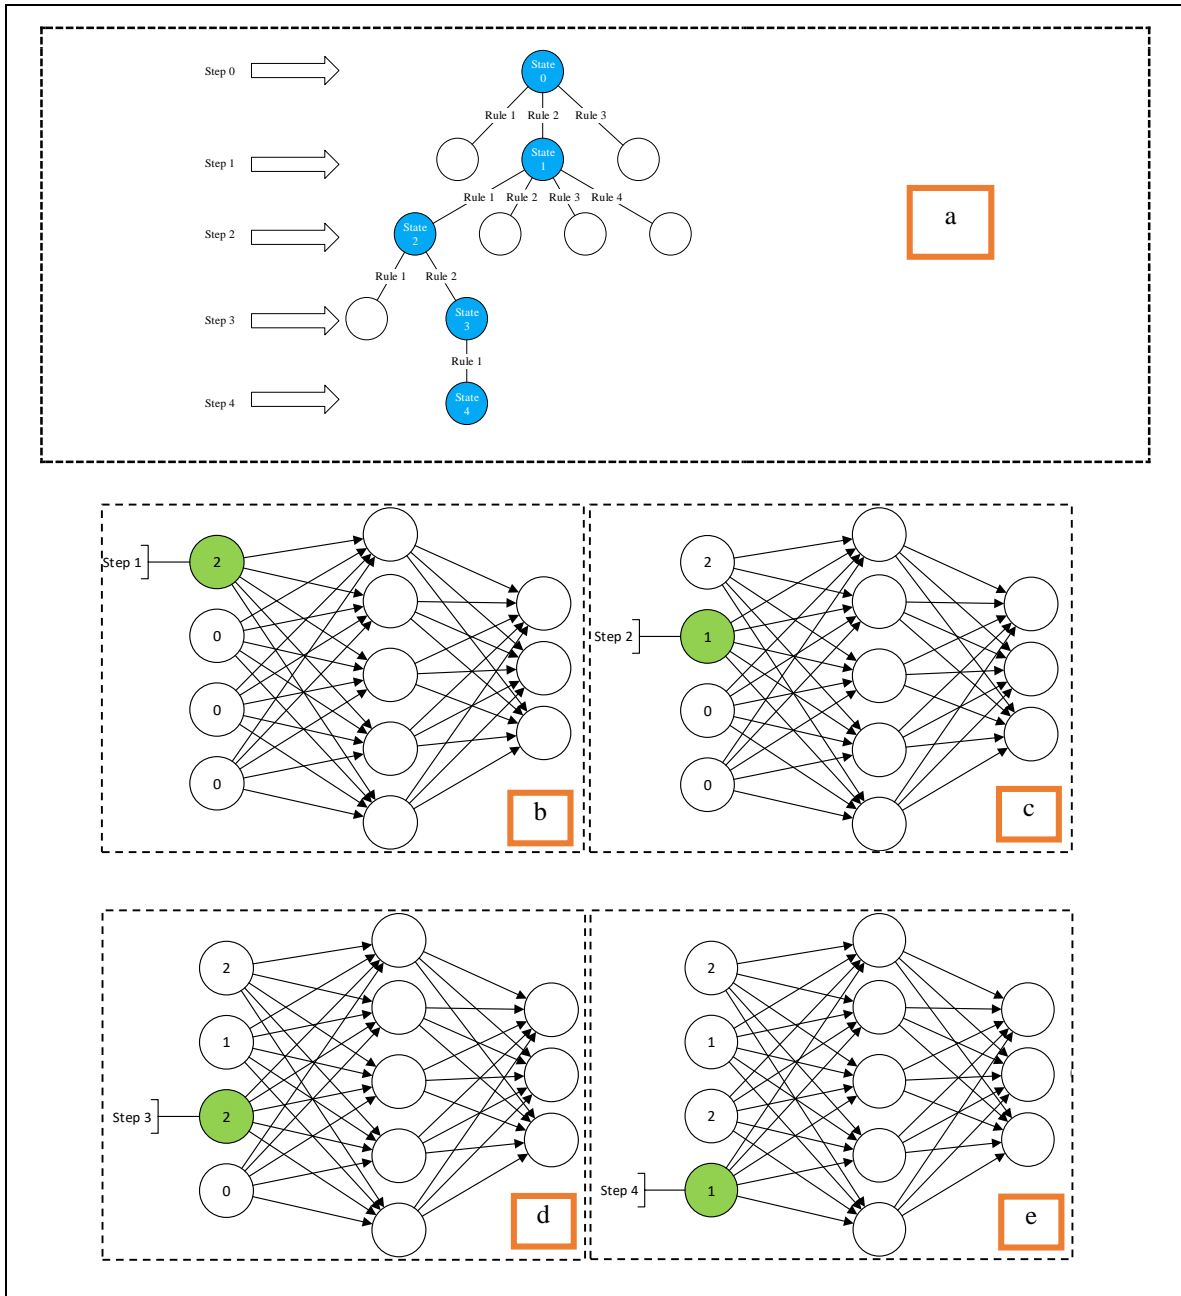 Step 0
State
0
Rule 1 Rule 2 Rule 3
Step 1
State
1
Rule 1 Rule 2 Rule 3 Rule 4
a
Step 2
State
2
Rule 1 Rule 2
Step 3
State
3
Rule 1
Step 4
State
4
Step 1
2
0
0
0
b
2
Step 2
1
0
0
c
2
1
Step 3
2
0
d
2
1
2
Step 4
1
e